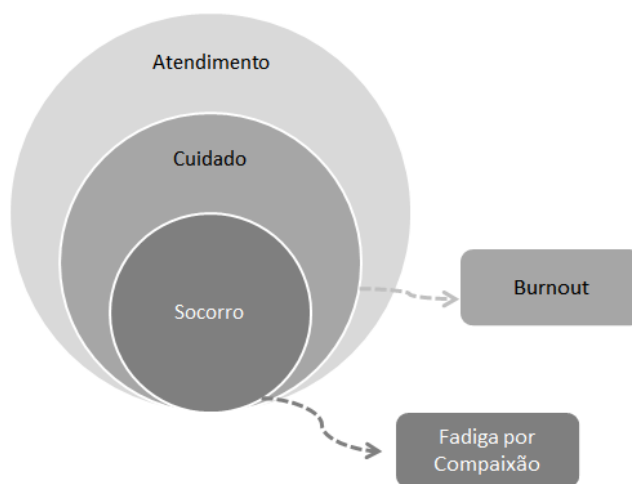 Atendimento
Cuidado
Socorro
Burnout
Fadiga por
Compaixão